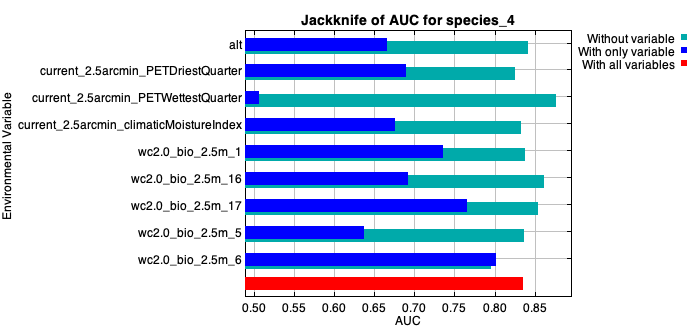 Jackknife of AUC for species_4
Without variable
With only variable
With all variables
Environmental Variable
alt
current_2.5arcmin_PETDriestQuarter
current_2.5arcmin_PETWettestQuarter
current_2.5arcmin_climaticMoistureIndex
wc2.0_bio_2.5m_1
wc2.0_bio_2.5m_16
wc2.0_bio_2.5m_17
wc2.0_bio_2.5m_5
wc2.0_bio_2.5m_6
0.50 0.55 0.60 0.65 0.70 0.75 0.80 0.85
AUC